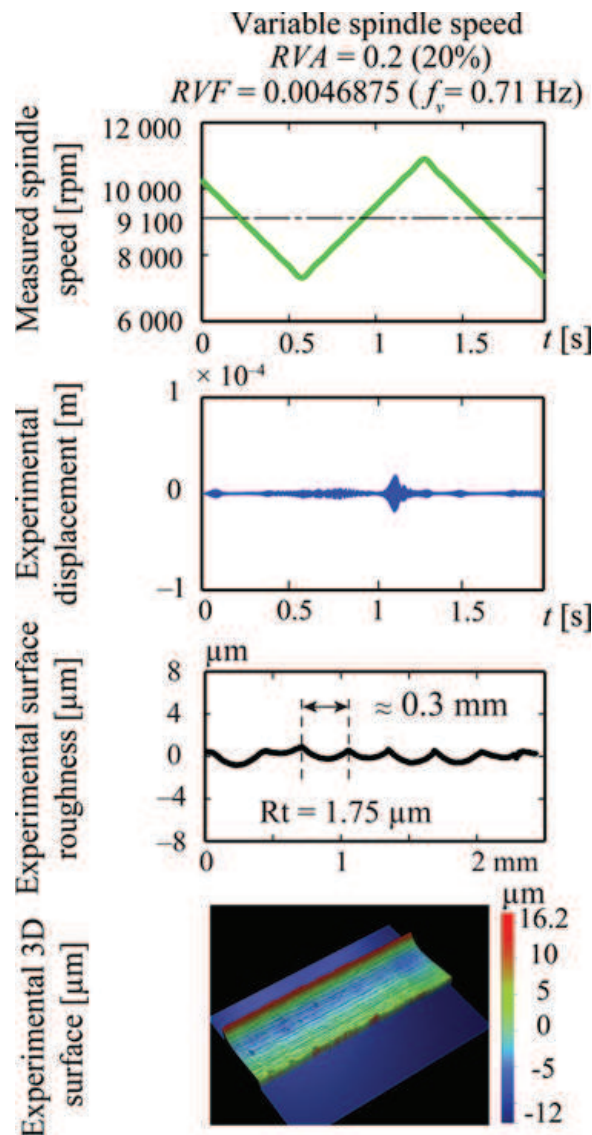 Variable spindle speed
RVA = 0.2 (20%)
RVF = 0.0046875 ( fv= 0.71 Hz)
Measured spindle
speed [rpm]
12 000
10 000
9 100
8 000
6 000
0 0.5 1 1.5 t [s]
Experimental
displacement [m]
1 × 10–4
0
–1
0 0.5 1 1.5 t [s]
Experimental surface
roughness [µm]
µm
8
4
0
–4
–8
≈ 0.3 mm
Rt = 1.75 µm
0 1 2 mm
Experimental 3D
surface [µm]
µm
16.2
10
5
0
-5
-12